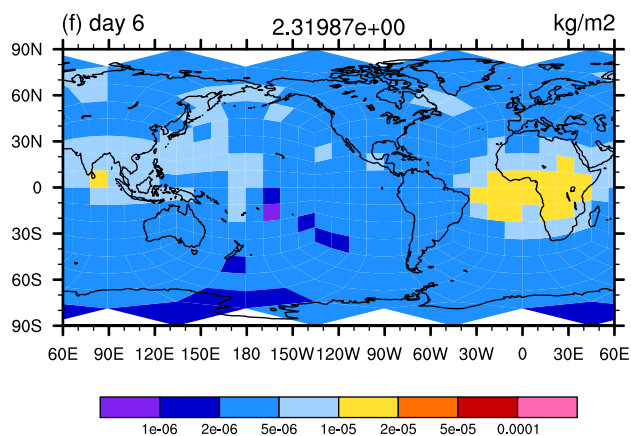 (f) day 6 2.31987e+00 kg/m2
90N
60N
30N
0
30S
60S
90S
60E 90E 120E 150E 180 150W 120W 90W 60W 30W 0 30E 60E
1e-06 2e-06 5e-06 1e-05 2e-05 5e-05 0.0001